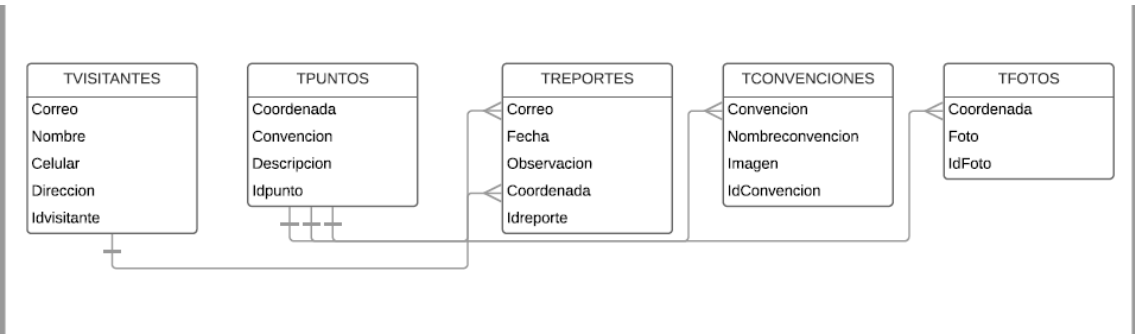 TVISITANTES
Correo
Nombre
Celular
Direccion
Idvisitante
TPUNTOS
Coordenada
Convencion
Descripcion
Idpunto
TREPORTES
Correo
Fecha
Observacion
Coordenada
Idreporte
TCONVENCIONES
Convencion
Nombreconvencion
Imagen
IdConvencion
TFOTOS
Coordenada
Foto
IdFoto